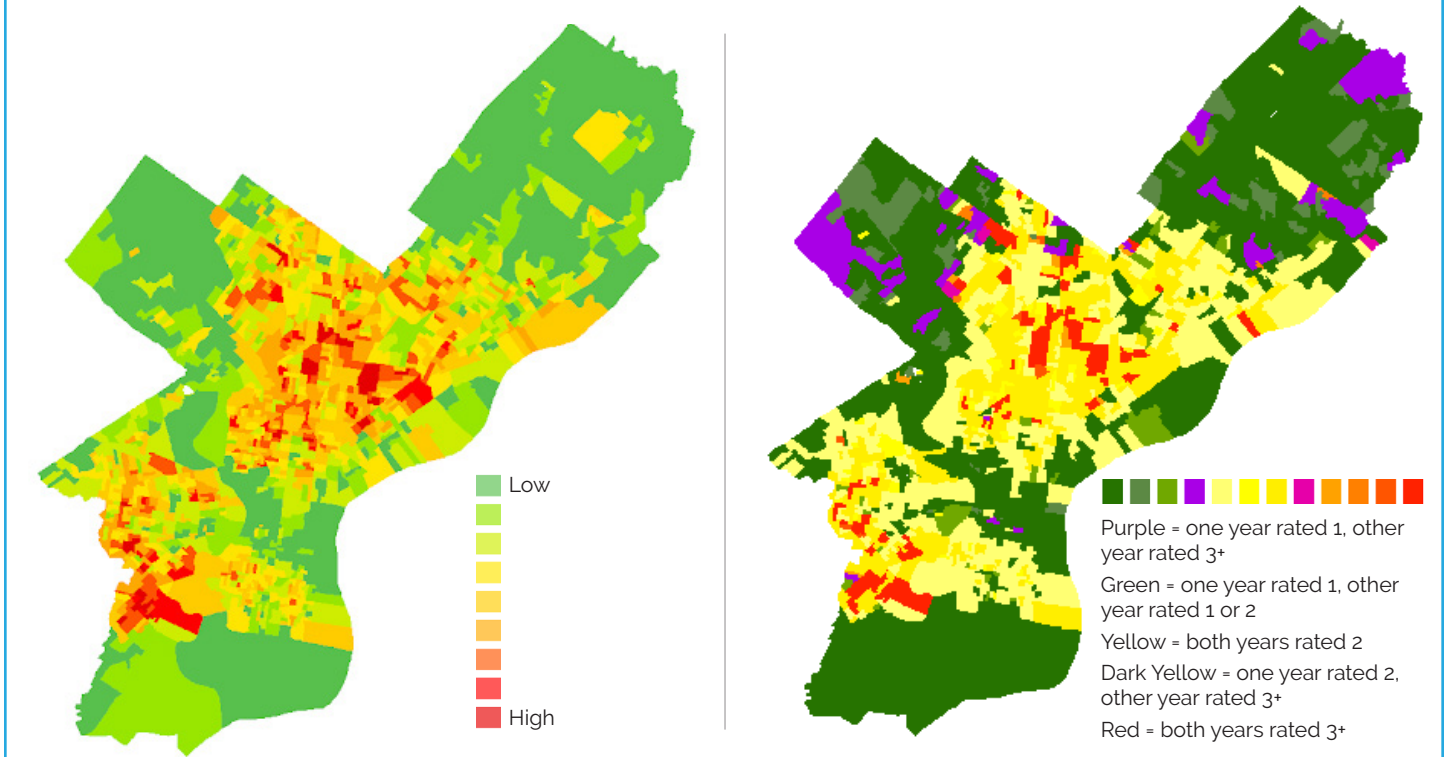 Low
High
Purple = one year rated 1, other
year rated 3+
Green = one year rated 1, other
year rated 1 or 2
Yellow = both years rated 2
Dark Yellow = one year rated 2,
other year rated 3+
Red = both years rated 3+